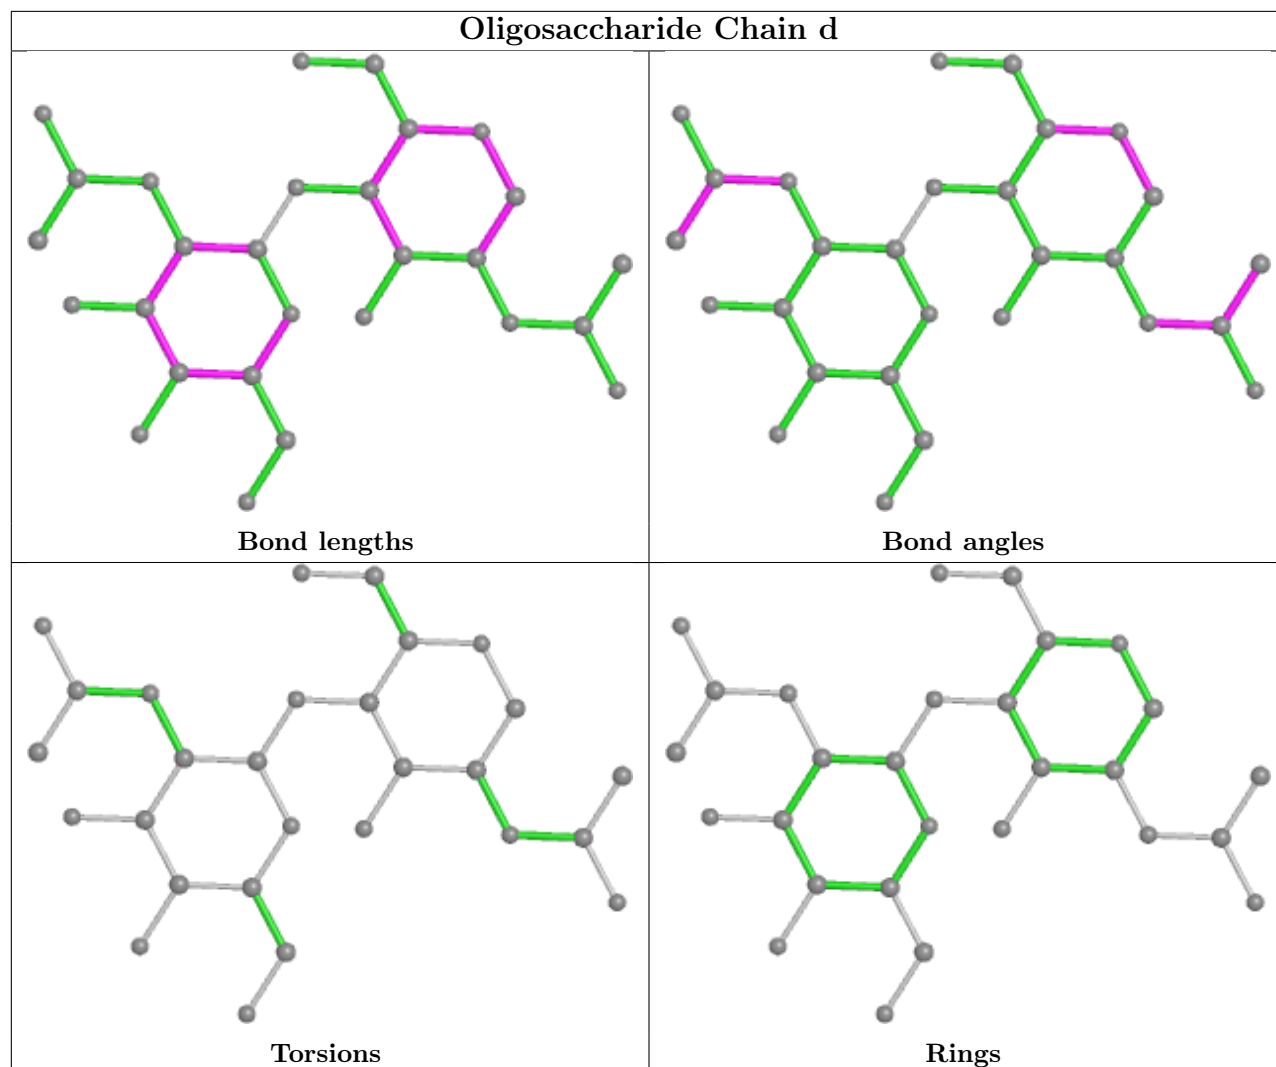 Oligosaccharide Chain d
Bond lengths
Bond angles
Torsions
Rings